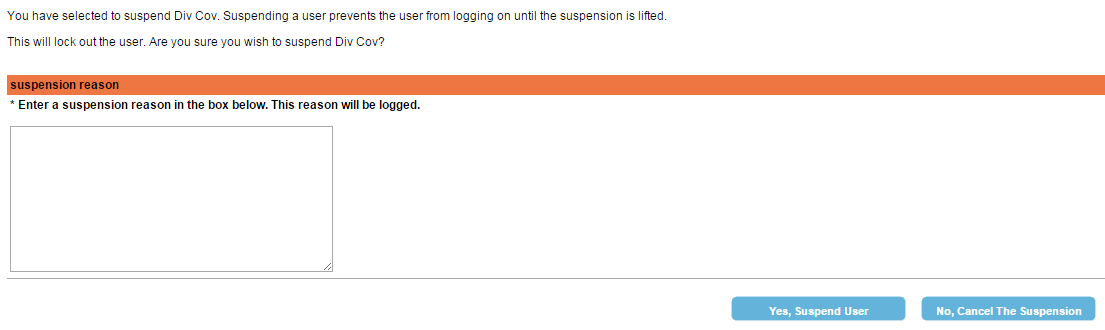 You have selected to suspend Div Cov. Suspending a user prevents the user from logging on until the suspension is lifted.
This will lock out the user. Are you sure you wish to suspend Div Cov?
suspension reason
* Enter a suspension reason in the box below. This reason will be logged.
Yes, Suspend User
No, Cancel The Suspension